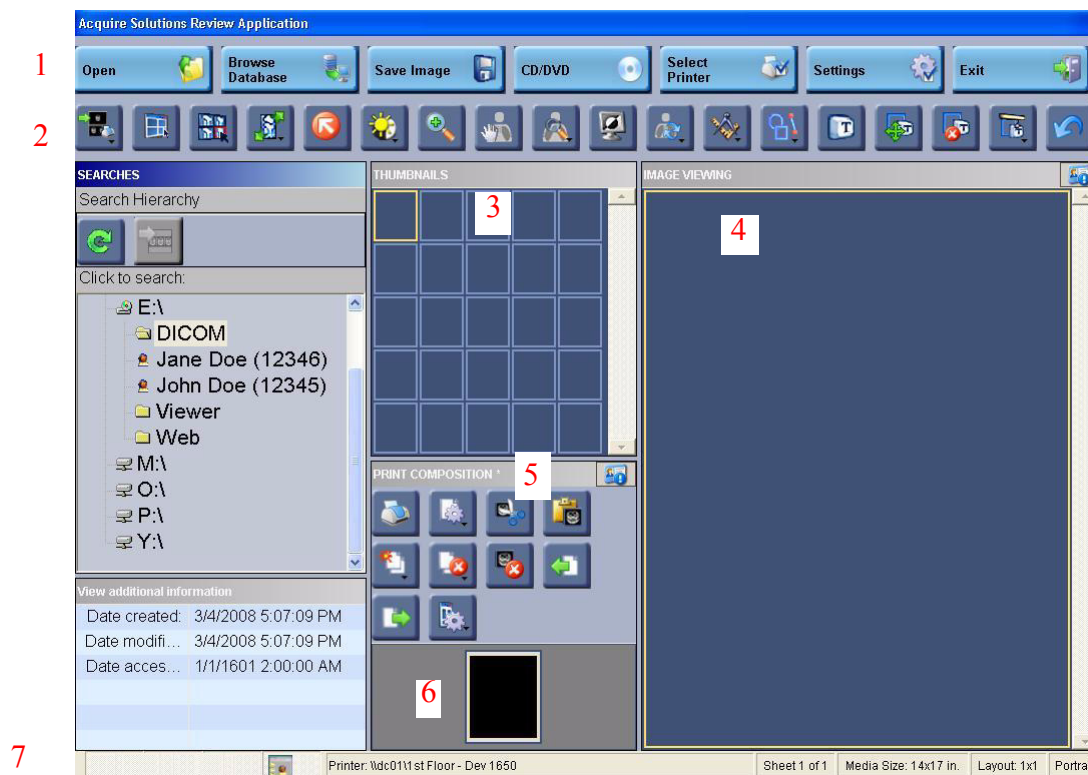 Acquire Solutions Review Application
1
Open
Browse Database
Save Image
CD/DVD
Select Printer
Settings
Exit
2
T
SEARCHES
Search Hierarchy
Click to search:
E:\
DICOM
Jane Doe (12346)
John Doe (12345)
Viewer
Web
M:\
O:\
P:\
Y:\
View additional information
Date created: 3/4/2008 5:07:09 PM
Date modifi... 3/4/2008 5:07:09 PM
Date acces... 1/1/1601 2:00:00 AM
THUMBNAILS
3
PRINT COMPOSITION *
5
6
IMAGE VIEWING
4
7
Printer: \\dc01\1st Floor - Dev 1650
Sheet 1 of 1
Media Size: 14x17 in.
Layout: 1x1
Portra